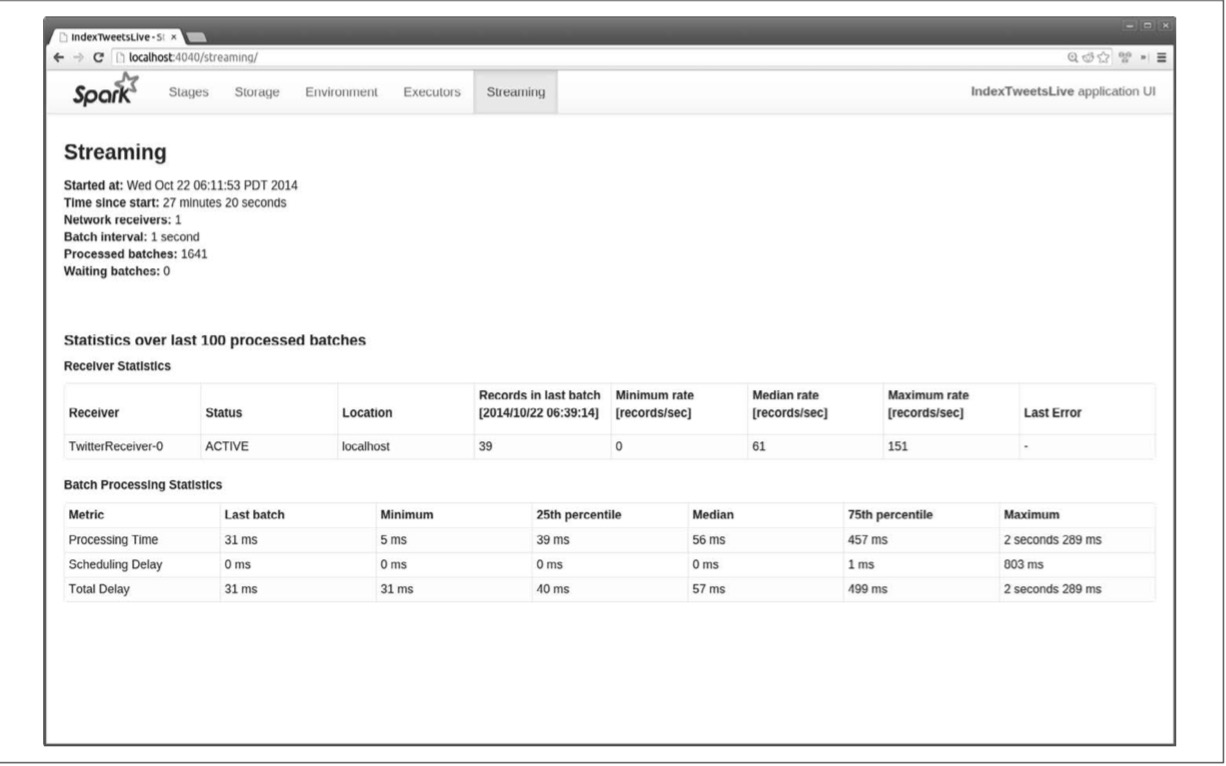 IndexTweetsLive - St
localhost:4040/streaming/
Spark Stages Storage Environment Executors Streaming IndexTweetsLive application UI
Streaming
Started at: Wed Oct 22 06:11:53 PDT 2014
Time since start: 27 minutes 20 seconds
Network receivers: 1
Batch interval: 1 second
Processed batches: 1641
Waiting batches: 0
Statistics over last 100 processed batches
Receiver Statistics
Receiver Status Location Records in last batch [2014/10/22 06:39:14] Minimum rate [records/sec] Median rate [records/sec] Maximum rate [records/sec] Last Error
TwitterReceiver-0 ACTIVE localhost 39 0 61 151 -
Batch Processing Statistics
Metric Last batch Minimum 25th percentile Median 75th percentile Maximum
Processing Time 31 ms 5 ms 39 ms 56 ms 457 ms 2 seconds 289 ms
Scheduling Delay 0 ms 0 ms 0 ms 0 ms 1 ms 803 ms
Total Delay 31 ms 31 ms 40 ms 57 ms 499 ms 2 seconds 289 ms